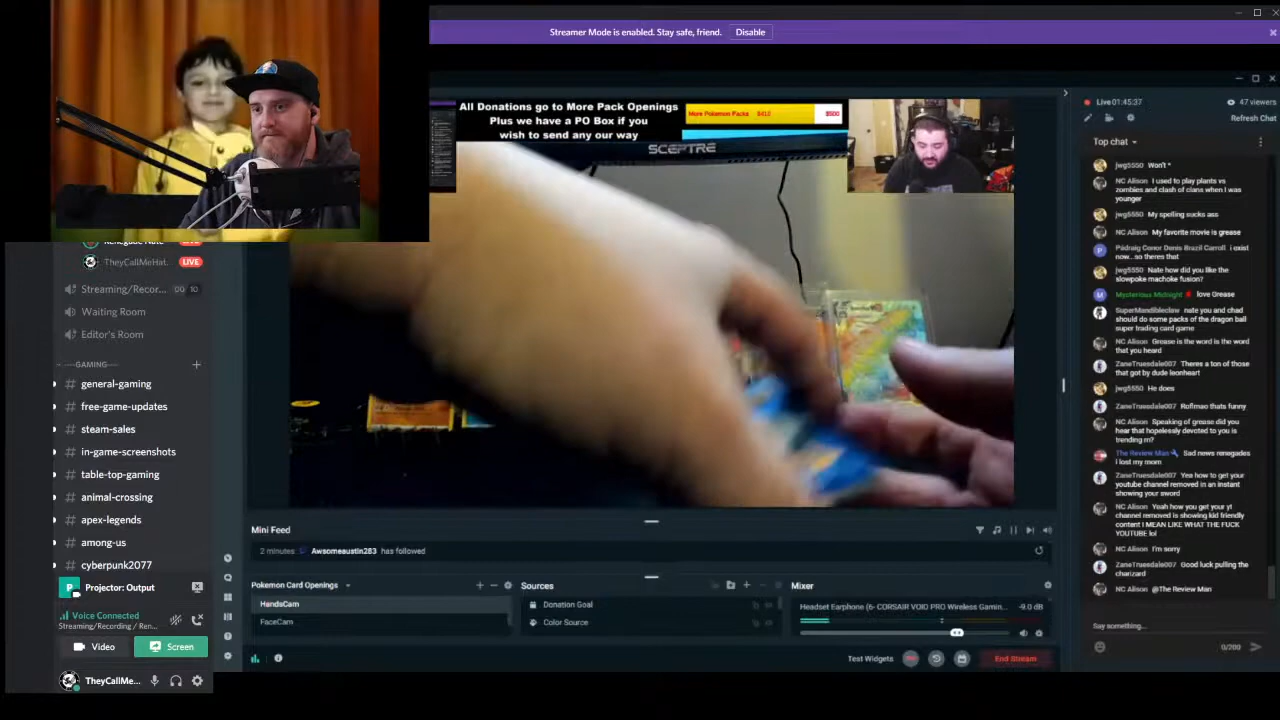 Streamer Mode is enabled. Stay safe, friend. Disable
All Donations go to More Pack Openings
Plus we have a PO Box if you
wish to send any our way
More Pokemon Packs $412 $500
SCEPTRE
Renegade Nate LIVE
TheyCallMeHat. LIVE
Streaming/Recor... 00 10
Waiting Room
Editor's Room
GAMING
# general-gaming
# free-game-updates
# steam-sales
# in-game-screenshots
# table-top-gaming
# animal-crossing
# apex-legends
# among-us
# cyberpunk2077
P Projector: Output
Voice Connected
Streaming/Recording / Ren...
Video Screen
TheyCallMe...
Mini Feed
2 minutes Awsomeaustin283 has followed
Pokemon Card Openings
HandsCam
FaceCam
Sources
Donation Goal
Color Source
Mixer
Headset Earphone (6- CORSAIR VOID PRO Wireless Gamin... -9.0 dB
Test Widgets
End Stream
Live 01:45:37 47 viewers
Refresh Chat
Top chat
jwg5550 Won't *
NC Alison I used to play plants vs
zombies and clash of clans when I was
younger
jwg5550 My spelling sucks ass
NC Alison My favorite movie is grease
P Pádraig Conor Denis Brazil Carroll i exist
now...so theres that
jwg5550 Nate how did you like the
slowpoke machoke fusion?
M Mysterious Midnight love Grease
SuperMandibleclaw nate you and chad
should do some packs of the dragon ball
super trading card game
NC Alison Grease is the word is the word
that you heard
ZaneTruesdale007 Theres a ton of those
that got by dude leonheart
jwg5550 He does
ZaneTruesdale007 Roflmao thats funny
NC Alison Speaking of grease did you
hear that hopelessly devoted to you is
trending rn?
The Review Man Sad news renegades
I lost my mom
ZaneTruesdale007 Yea how to get your
youtube channel removed in an instant
showing your sword
NC Alison Yeah how you get your yt
channel removed is showing kid friendly
content I MEAN LIKE WHAT THE FUCK
YOUTUBE lol
NC Alison I'm sorry
ZaneTruesdale007 Good luck pulling the
charizard
NC Alison @The Review Man
Say something...
0/200